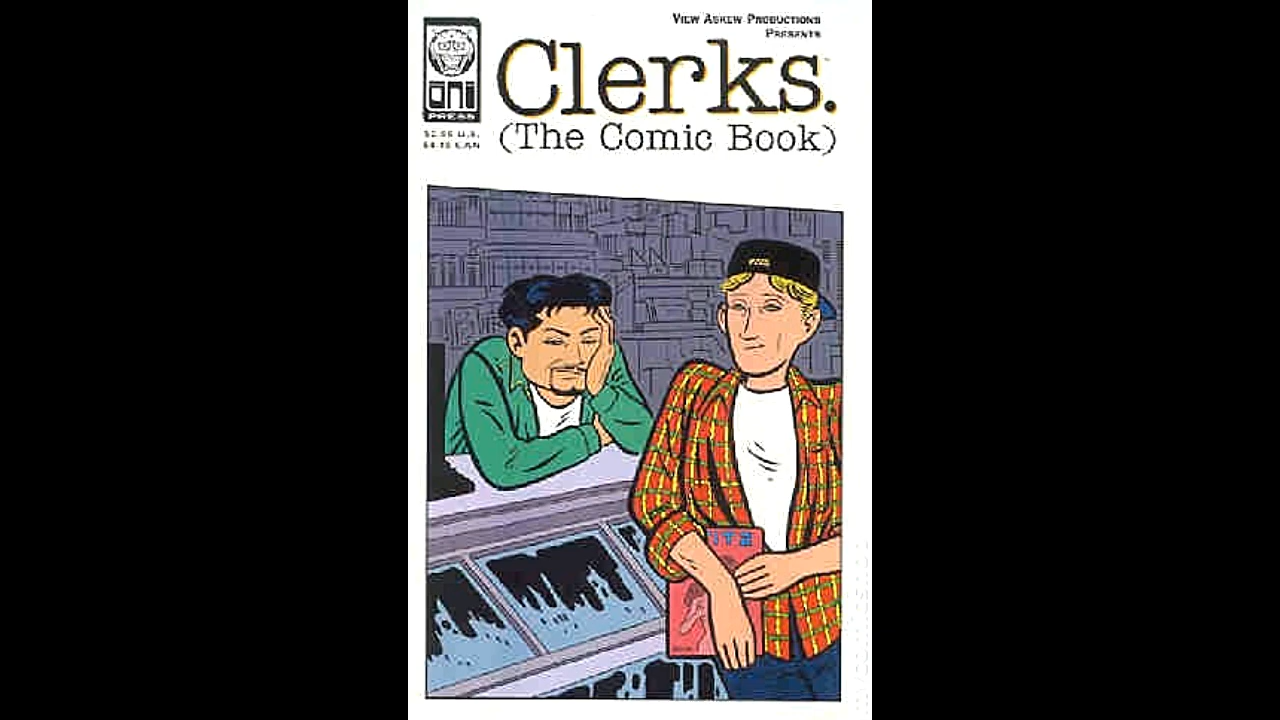 VIEW ASKEW PRODUCTIONS
PRESENTS
ONI
PRESS
Clerks.
(The Comic Book)